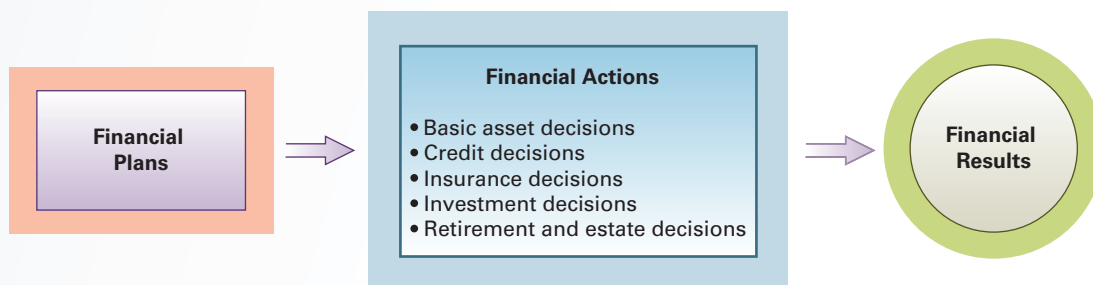 Financial
Plans
Financial Actions
• Basic asset decisions
• Credit decisions
• Insurance decisions
• Investment decisions
• Retirement and estate decisions
Financial
Results